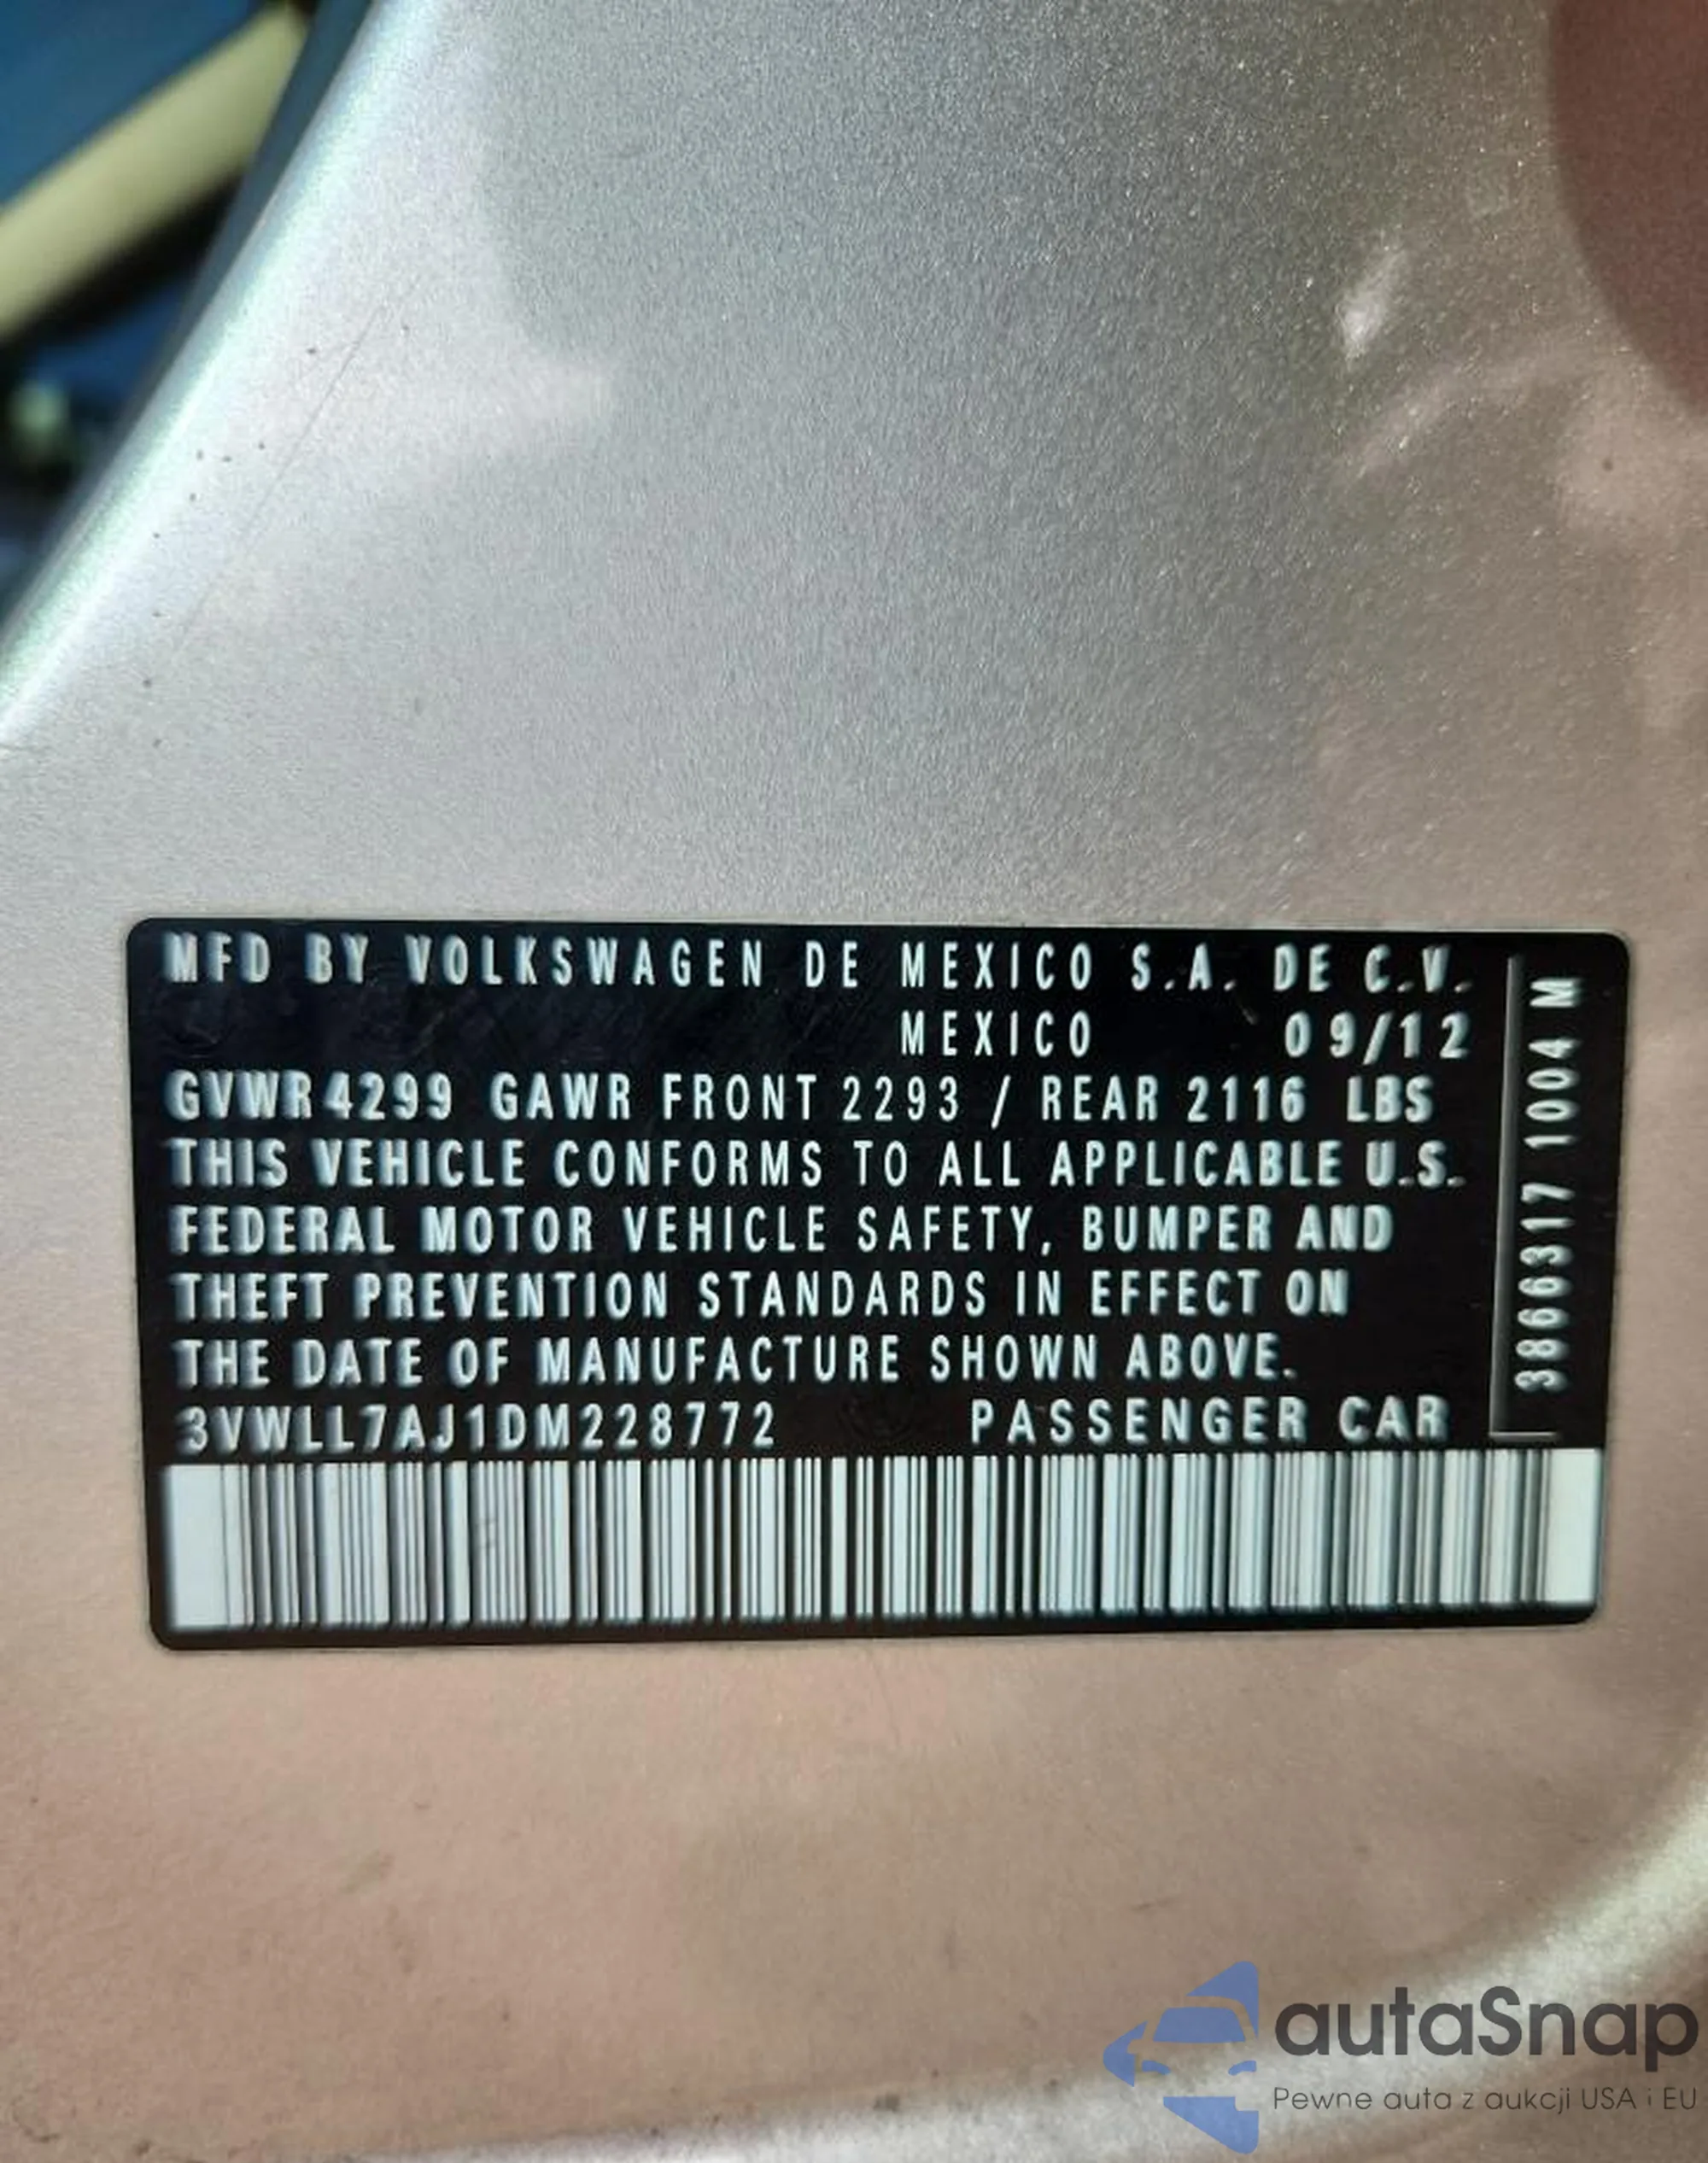 MFD BY VOLKSWAGEN DE MEXICO S.A. DE C.V.
MEXICO 09/12
GVWR 4299 GAWR FRONT 2293 / REAR 2116 LBS
THIS VEHICLE CONFORMS TO ALL APPLICABLE U.S.
FEDERAL MOTOR VEHICLE SAFETY, BUMPER AND
THEFT PREVENTION STANDARDS IN EFFECT ON
THE DATE OF MANUFACTURE SHOWN ABOVE.
3VWLL7AJ1DM228772 PASSENGER CAR
3866317 1004 M
autaSnap
Pewne auta z aukcji USA i EU